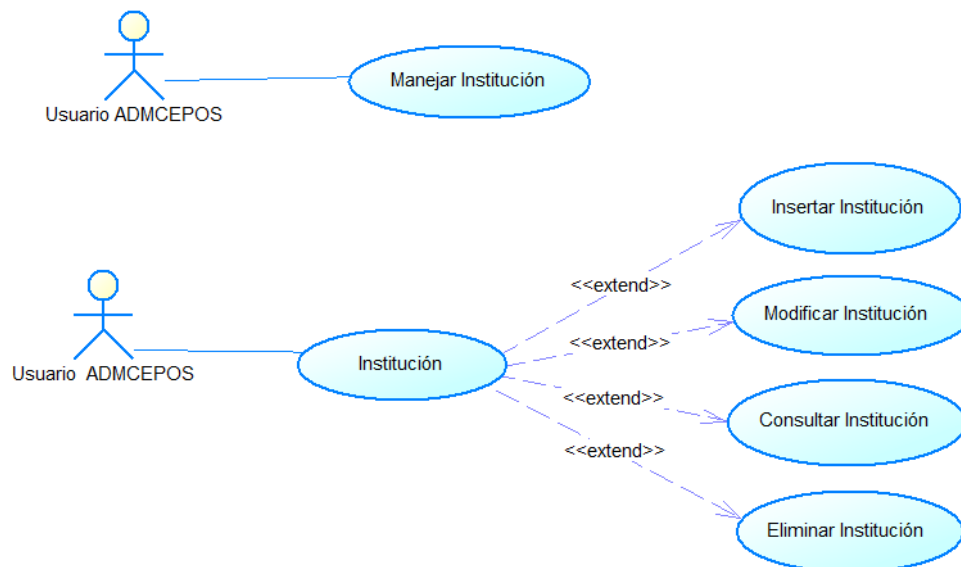 Manejar Institución
Usuario ADMCEPOS
Insertar Institución
<<extend>>
Modificar Institución
<<extend>>
Institución
Usuario  ADMCEPOS
<<extend>>
Consultar Institución
<<extend>>
Eliminar Institución